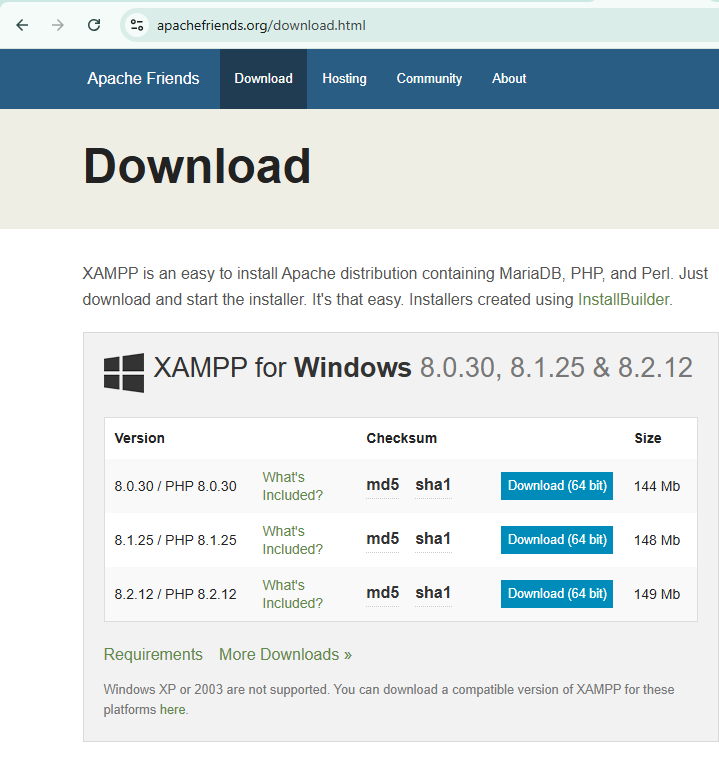 apachefriends.org/download.html
Apache Friends Download Hosting Community About
Download
XAMPP is an easy to install Apache distribution containing MariaDB, PHP, and Perl. Just
download and start the installer. It's that easy. Installers created using InstallBuilder.
XAMPP for Windows 8.0.30, 8.1.25 & 8.2.12
Version Checksum Size
8.0.30 / PHP 8.0.30 What's Included? md5 sha1 Download (64 bit) 144 Mb
8.1.25 / PHP 8.1.25 What's Included? md5 sha1 Download (64 bit) 148 Mb
8.2.12 / PHP 8.2.12 What's Included? md5 sha1 Download (64 bit) 149 Mb
Requirements More Downloads »
Windows XP or 2003 are not supported. You can download a compatible version of XAMPP for these
platforms here.